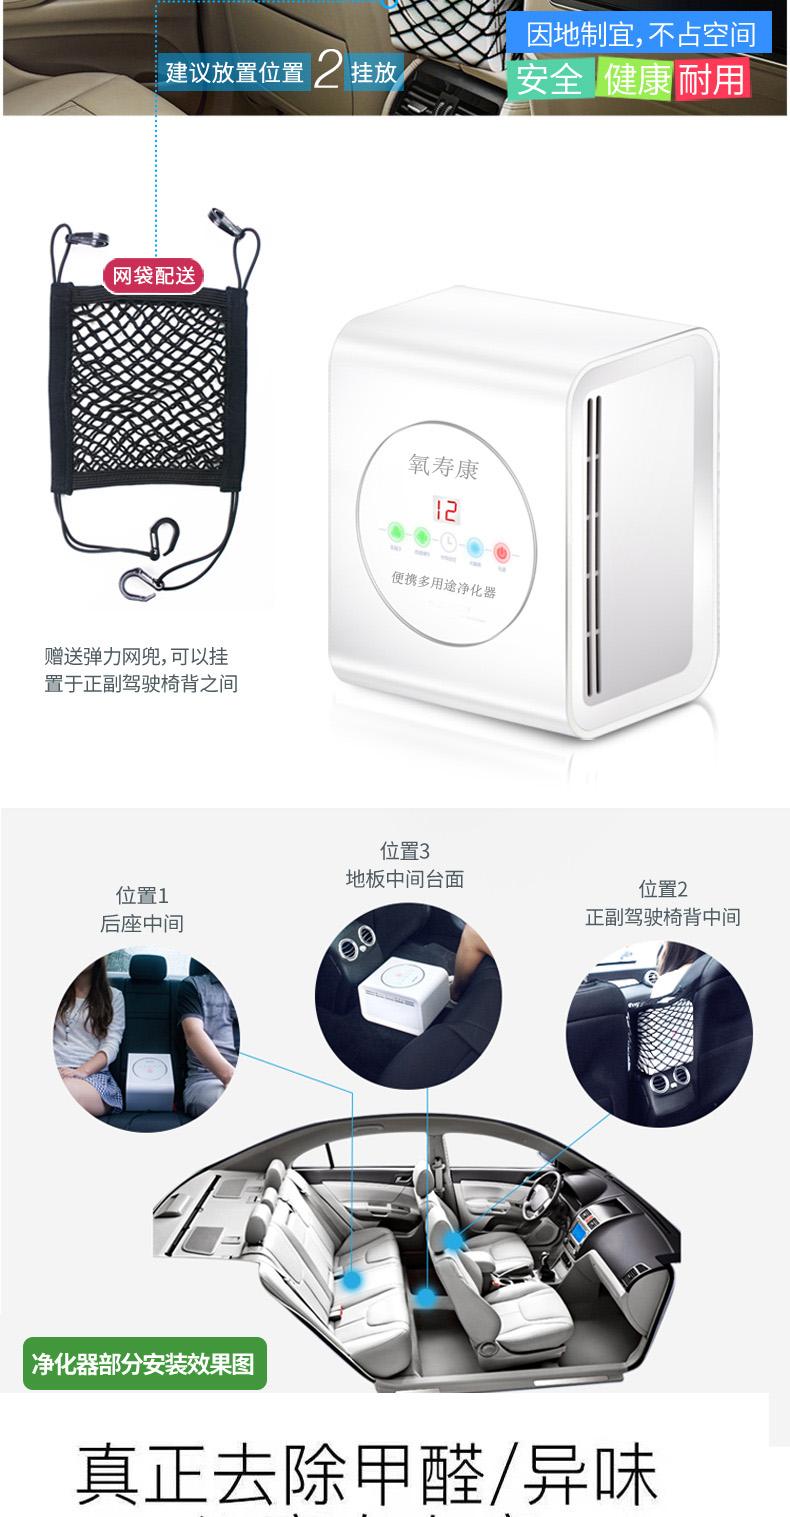 因地制宜，不占空间
建议放置位置 2 挂放
安全 健康 耐用
网袋配送
氧寿康
12
便携多用途净化器
赠送弹力网兜，可以挂
置于正副驾驶椅背之间
位置3
地板中间台面
位置1
后座中间
位置2
正副驾驶椅背中间
净化器部分安装效果图
真正去除甲醛/异味